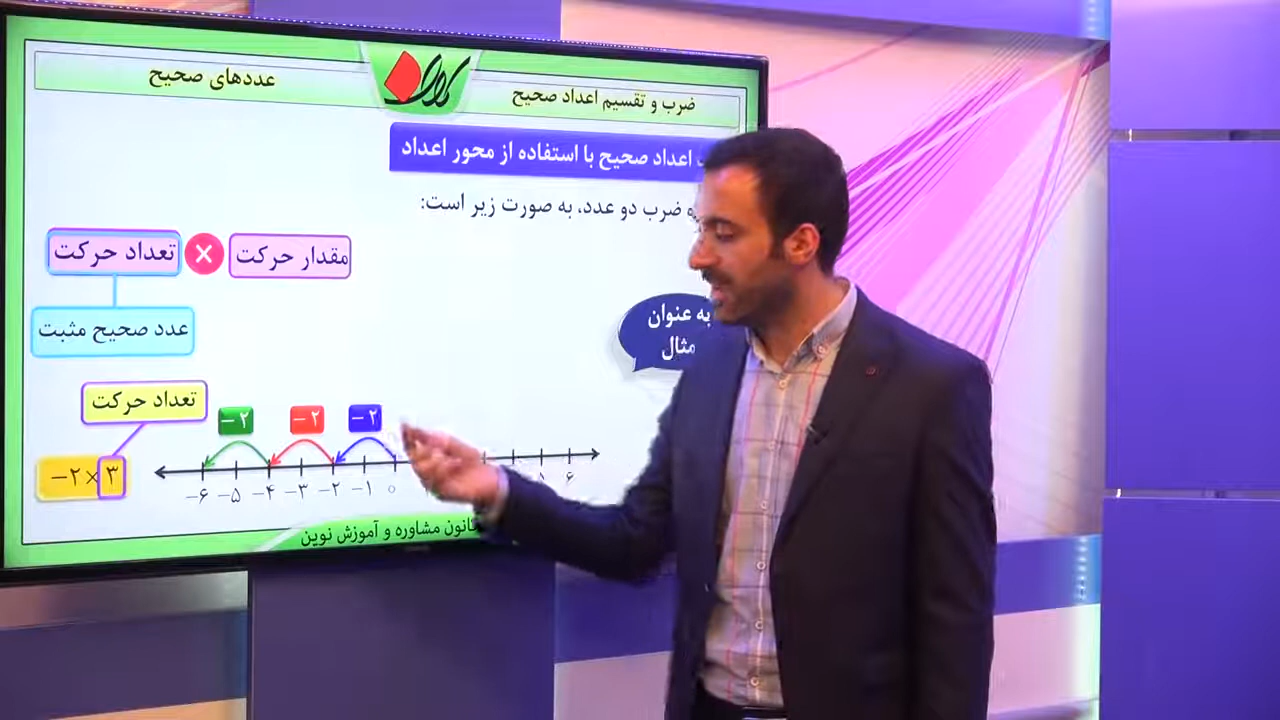 عددهای صحیح
ضرب و تقسیم اعداد صحیح
اعداد صحیح با استفاده از محور اعداد
ضرب دو عدد، به صورت زیر است:
تعداد حرکت × مقدار حرکت
عدد صحیح مثبت
به عنوان
مثال
تعداد حرکت
−۲ −۲ −۲
−۲×۳
−۶ −۵ −۴ −۳ −۲ −۱ ۰ ۶
مشاوره و آموزش نوین